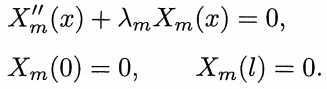 X''_m(x) + λ_m X_m(x) = 0,
X_m(0) = 0, X_m(l) = 0.